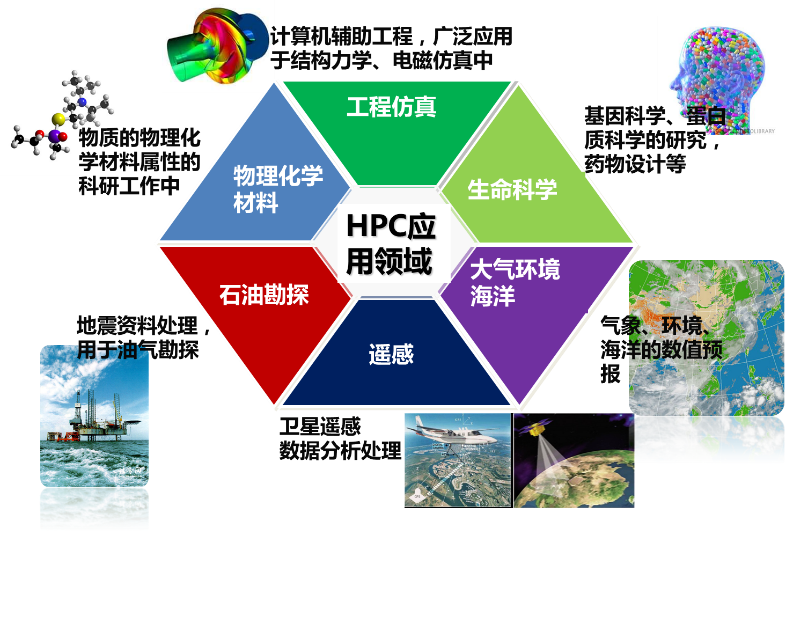 计算机辅助工程，广泛应用
于结构力学、电磁仿真中
工程仿真
基因科学、蛋白
质科学的研究，
药物设计等
物质的物理化
学材料属性的
科研工作中
物理化学
材料
生命科学
HPC应
用领域
石油勘探
大气环境
海洋
地震资料处理，
用于油气勘探
气象、环境、
海洋的数值预
报
遥感
卫星遥感
数据分析处理